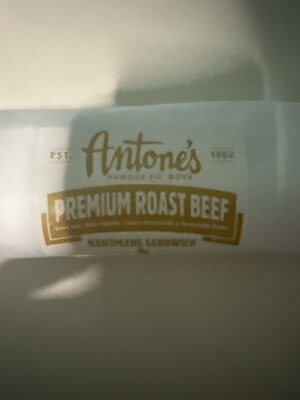 EST. Antone's 1962
FAMOUS PO' BOYS
PREMIUM ROAST BEEF
HANDMADE SANDWICH